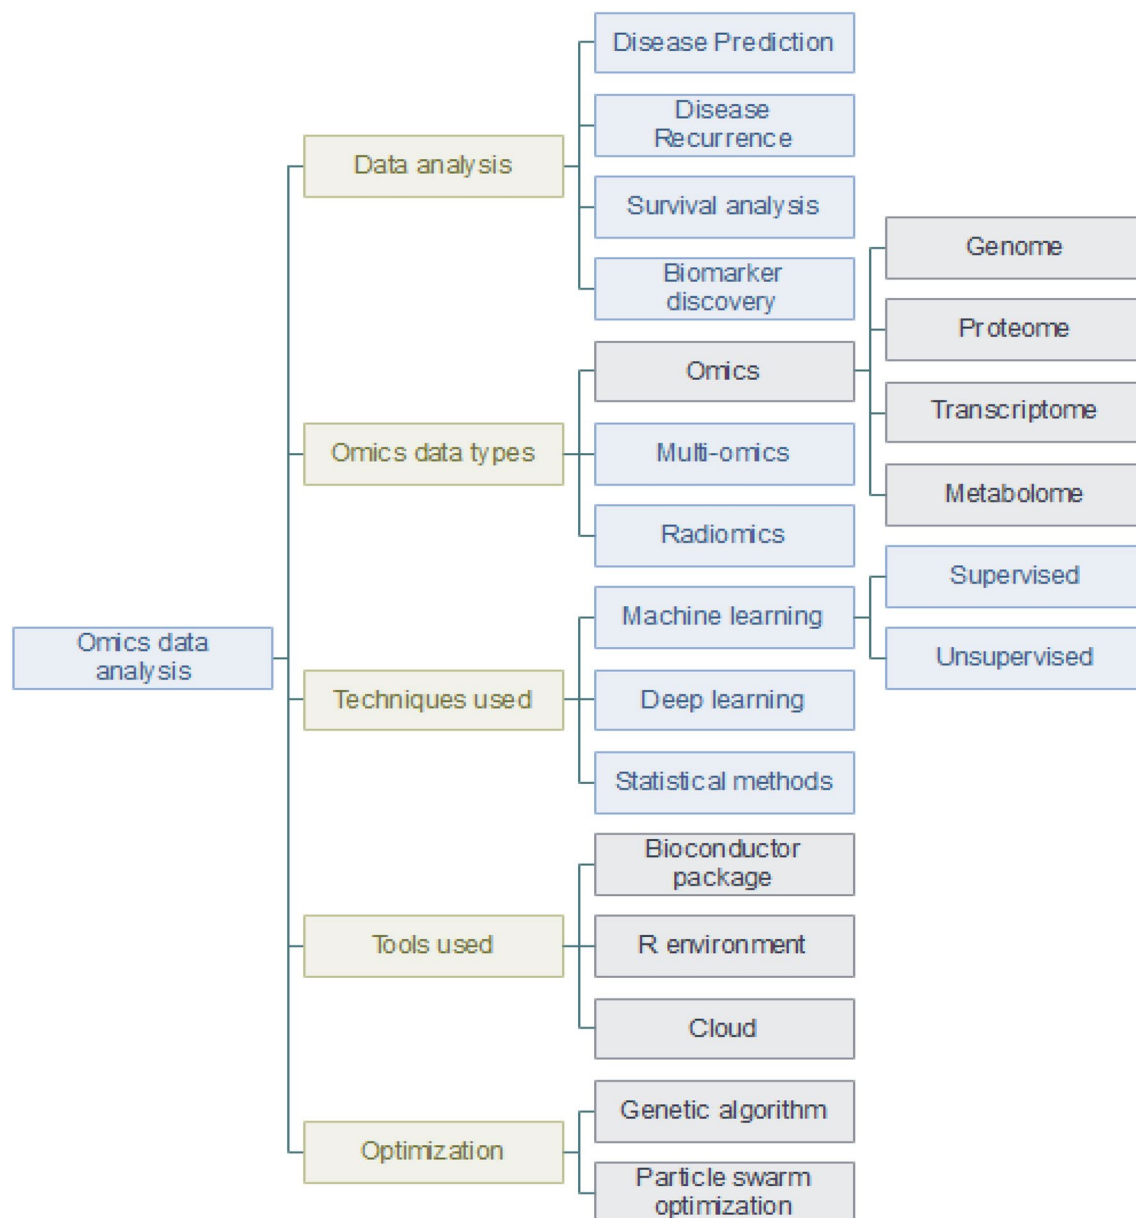 Disease Prediction
Disease
Recurrence
Data analysis
Survival analysis
Genome
Biomarker
discovery
Proteome
Omics
Transcriptome
Omics data types
Multi-omics
Metabolome
Radiomics
Supervised
Machine learning
Omics data
analysis
Unsupervised
Techniques used
Deep learning
Statistical methods
Bioconductor
package
Tools used
R environment
Cloud
Genetic algorithm
Optimization
Particle swarm
optimization